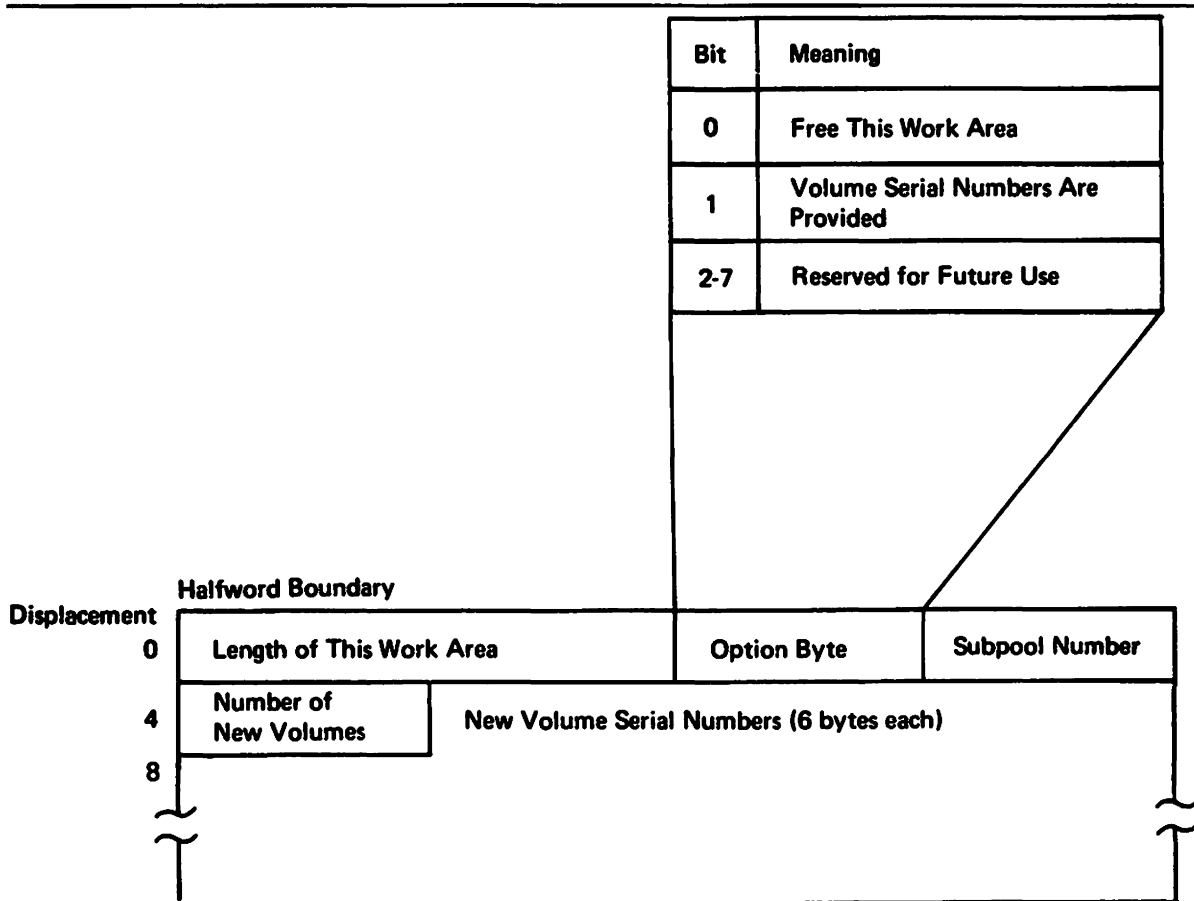 Bit Meaning
0 Free This Work Area
1 Volume Serial Numbers Are
Provided
2-7 Reserved for Future Use
Halfword Boundary
Displacement
0 Length of This Work Area Option Byte Subpool Number
4 Number of
New Volumes New Volume Serial Numbers (6 bytes each)
8